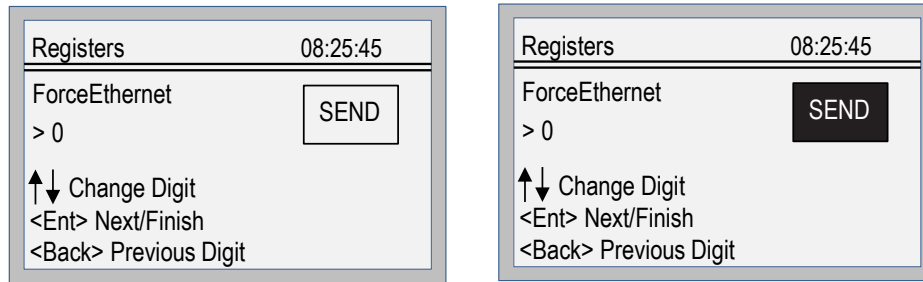 Registers 08:25:45
ForceEthernet
SEND
> 0
Change Digit
<Ent> Next/Finish
<Back> Previous Digit
Registers 08:25:45
ForceEthernet
SEND
> 0
Change Digit
<Ent> Next/Finish
<Back> Previous Digit